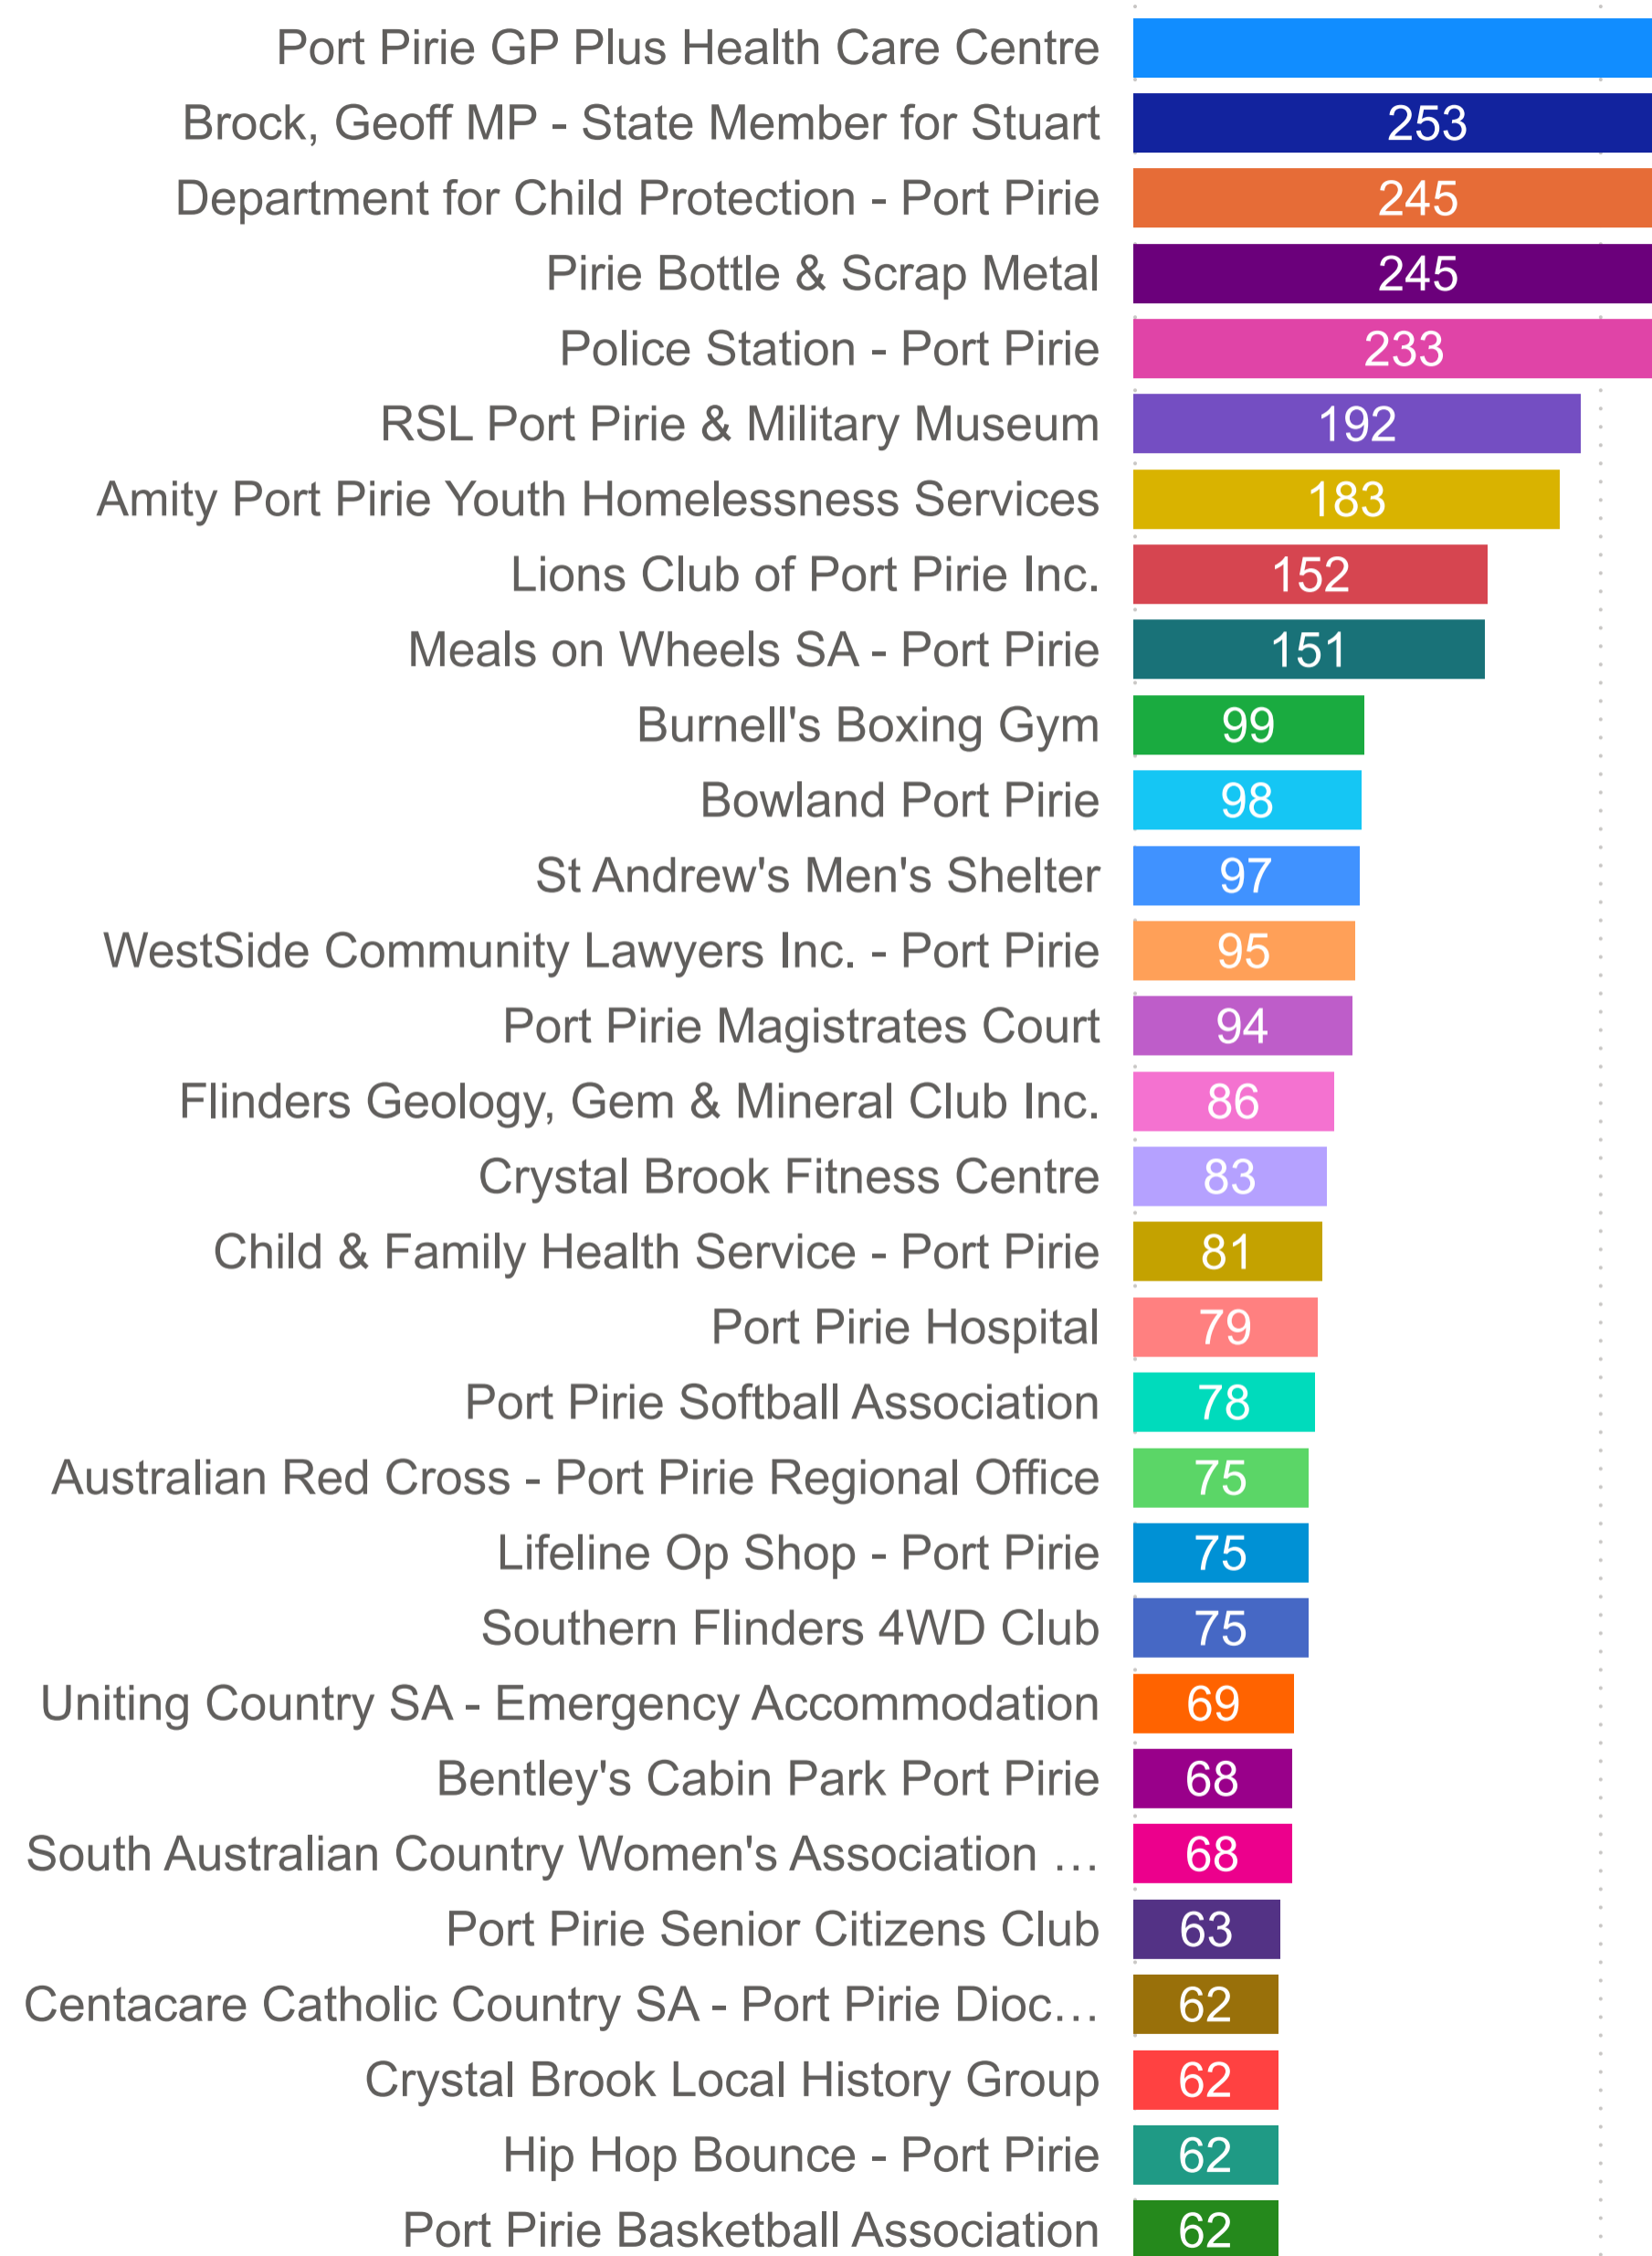 Port Pirie GP Plus Health Care Centre
Brock, Geoff MP - State Member for Stuart 253
Department for Child Protection - Port Pirie 245
Pirie Bottle & Scrap Metal 245
Police Station - Port Pirie 233
RSL Port Pirie & Military Museum 192
Amity Port Pirie Youth Homelessness Services 183
Lions Club of Port Pirie Inc. 152
Meals on Wheels SA - Port Pirie 151
Burnell's Boxing Gym 99
Bowland Port Pirie 98
St Andrew's Men's Shelter 97
WestSide Community Lawyers Inc. - Port Pirie 95
Port Pirie Magistrates Court 94
Flinders Geology, Gem & Mineral Club Inc. 86
Crystal Brook Fitness Centre 83
Child & Family Health Service - Port Pirie 81
Port Pirie Hospital 79
Port Pirie Softball Association 78
Australian Red Cross - Port Pirie Regional Office 75
Lifeline Op Shop - Port Pirie 75
Southern Flinders 4WD Club 75
Uniting Country SA - Emergency Accommodation 69
Bentley's Cabin Park Port Pirie 68
South Australian Country Women's Association … 68
Port Pirie Senior Citizens Club 63
Centacare Catholic Country SA - Port Pirie Dioc… 62
Crystal Brook Local History Group 62
Hip Hop Bounce - Port Pirie 62
Port Pirie Basketball Association 62